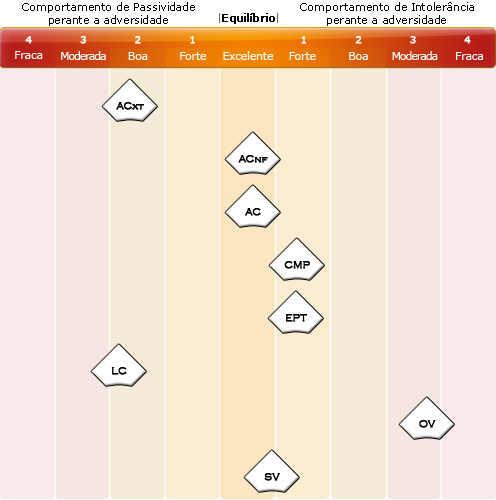 Comportamento de Passividade
perante a adversidade
|Equilíbrio|
Comportamento de Intolerância
perante a adversidade
4 3 2 1 1 2 3 4
Fraca Moderada Boa Forte Excelente Forte Boa Moderada Fraca
ACXT
ACNF
AC
CMP
EPT
LC
OV
SV